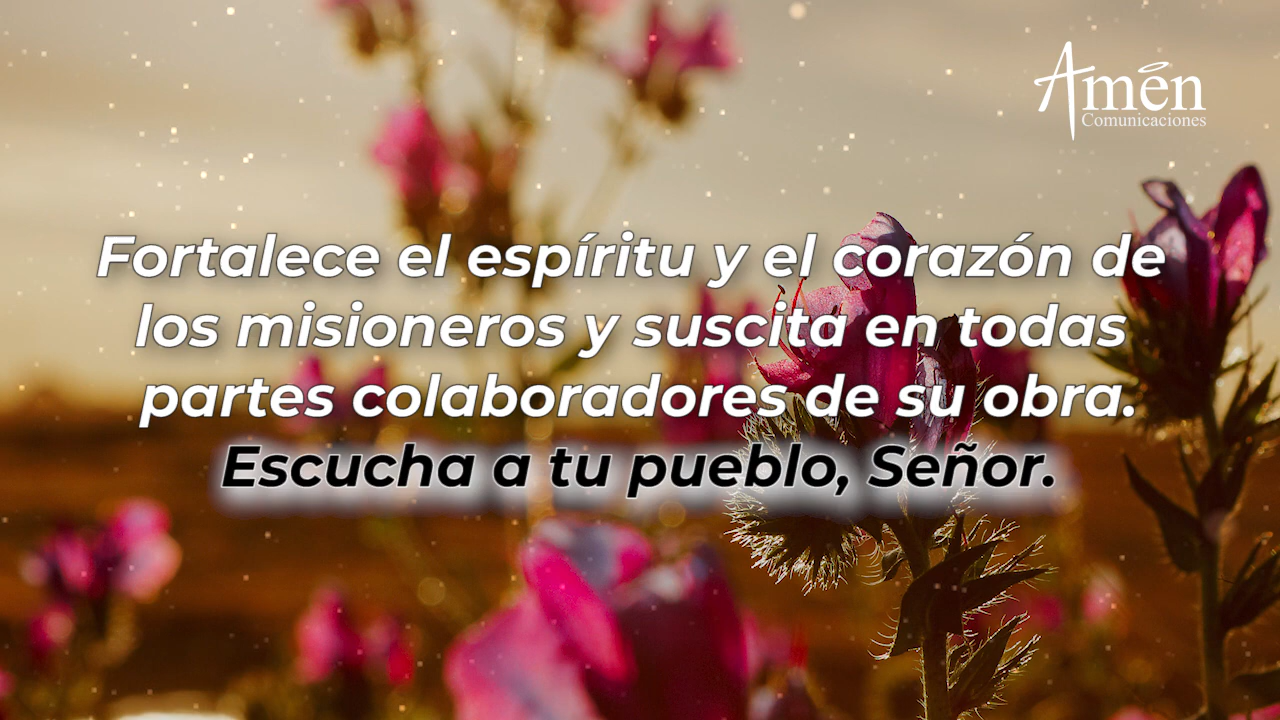 Amén
Comunicaciones
Fortalece el espíritu y el corazón de
los misioneros y suscita en todas
partes colaboradores de su obra.
Escucha a tu pueblo, Señor.